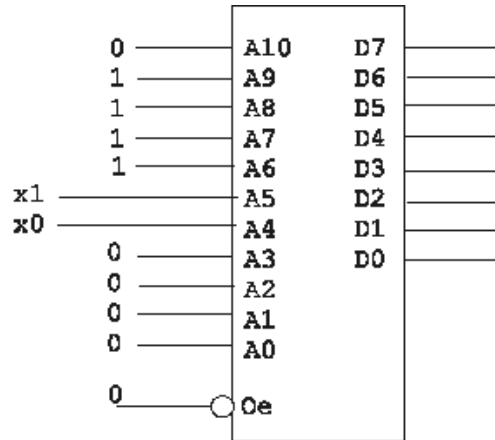 0 A10 D7
1 A9 D6
1 A8 D5
1 A7 D4
1 A6 D3
x1 A5 D2
x0 A4 D1
0 A3 D0
0 A2
0 A1
0 A0
0 Oe